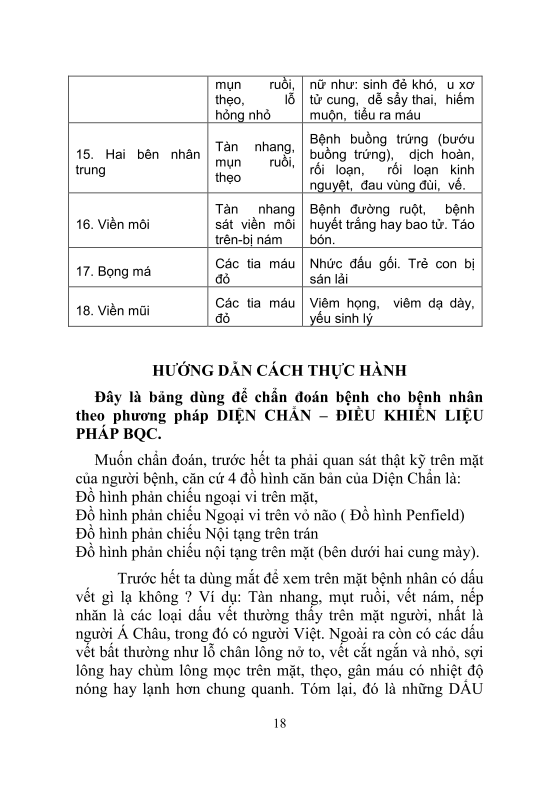 mụn ruồi, thẹo, lỗ hỏng nhỏ
nữ như: sinh đẻ khó, u xơ tử cung, dễ sẩy thai, hiếm muộn, tiểu ra máu
15. Hai bên nhân trung
Tàn nhang, mụn ruồi, thẹo
Bệnh buồng trứng (bướu buồng trứng), dịch hoàn, rối loạn, rối loạn kinh nguyệt, đau vùng đùi, vế.
16. Viền môi
Tàn nhang sát viền môi trên-bị nám
Bệnh đường ruột, bệnh huyết trắng hay bao tử. Táo bón.
17. Bọng má
Các tia máu đỏ
Nhức đầu gối. Trẻ con bị sán lải
18. Viền mũi
Các tia máu đỏ
Viêm họng, viêm dạ dày, yếu sinh lý
HƯỚNG DẪN CÁCH THỰC HÀNH
Đây là bảng dùng để chẩn đoán bệnh cho bệnh nhân
theo phương pháp DIỆN CHẨN – ĐIỀU KHIỂN LIỆU
PHÁP BQC.
Muốn chẩn đoán, trước hết ta phải quan sát thật kỹ trên mặt
của người bệnh, căn cứ 4 đồ hình căn bản của Diện Chẩn là:
Đồ hình phản chiếu ngoại vi trên mặt,
Đồ hình phản chiếu Ngoại vi trên vỏ não ( Đồ hình Penfield)
Đồ hình phản chiếu Nội tạng trên trán
Đồ hình phản chiếu nội tạng trên mặt (bên dưới hai cung mày).
Trước hết ta dùng mắt để xem trên mặt bệnh nhân có dấu
vết gì lạ không ? Ví dụ: Tàn nhang, mụt ruồi, vết nám, nếp
nhăn là các loại dấu vết thường thấy trên mặt người, nhất là
người Á Châu, trong đó có người Việt. Ngoài ra còn có các dấu
vết bất thường như lỗ chân lông nở to, vết cắt ngắn và nhỏ, sợi
lông hay chùm lông mọc trên mặt, thẹo, gân máu có nhiệt độ
nóng hay lạnh hơn chung quanh. Tóm lại, đó là những DẤU
18